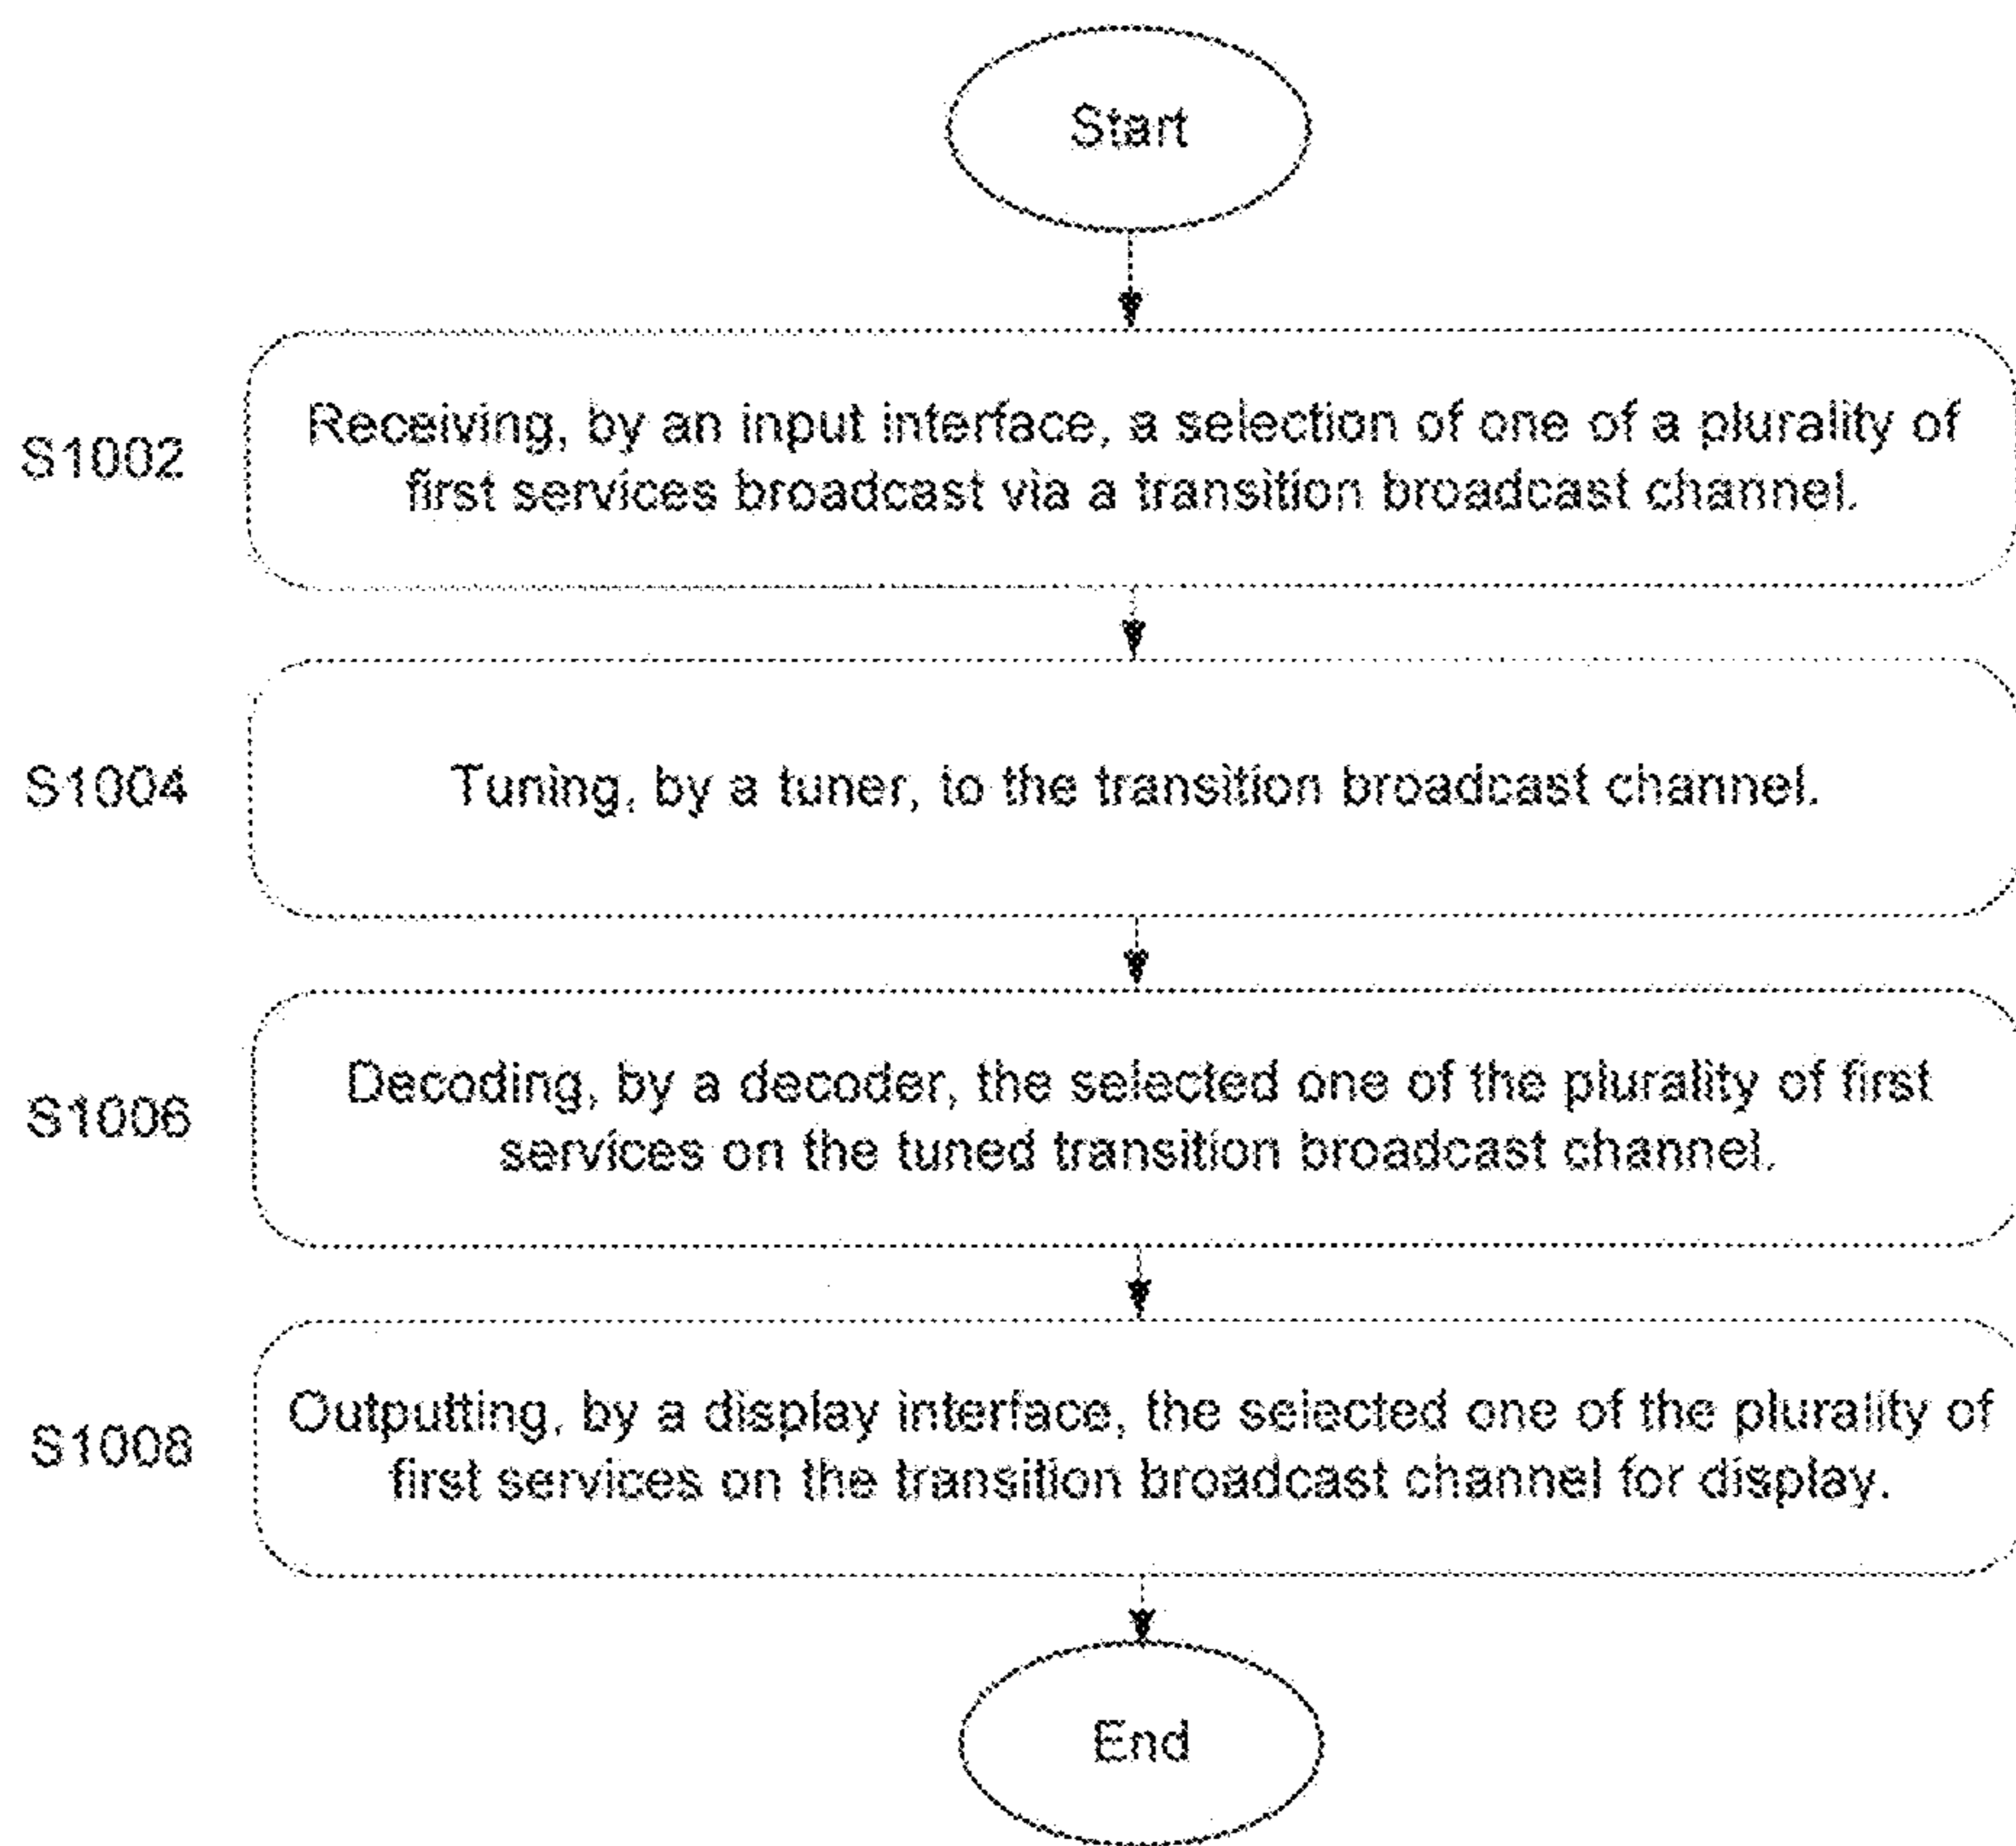 Start
S1002
Receiving, by an input interface, a selection of one of a plurality of
first services broadcast via a transition broadcast channel.
S1004
Tuning, by a tuner, to the transition broadcast channel.
S1006
Decoding, by a decoder, the selected one of the plurality of first
services on the tuned transition broadcast channel.
S1008
Outputting, by a display interface, the selected one of the plurality of
first services on the transition broadcast channel for display.
End